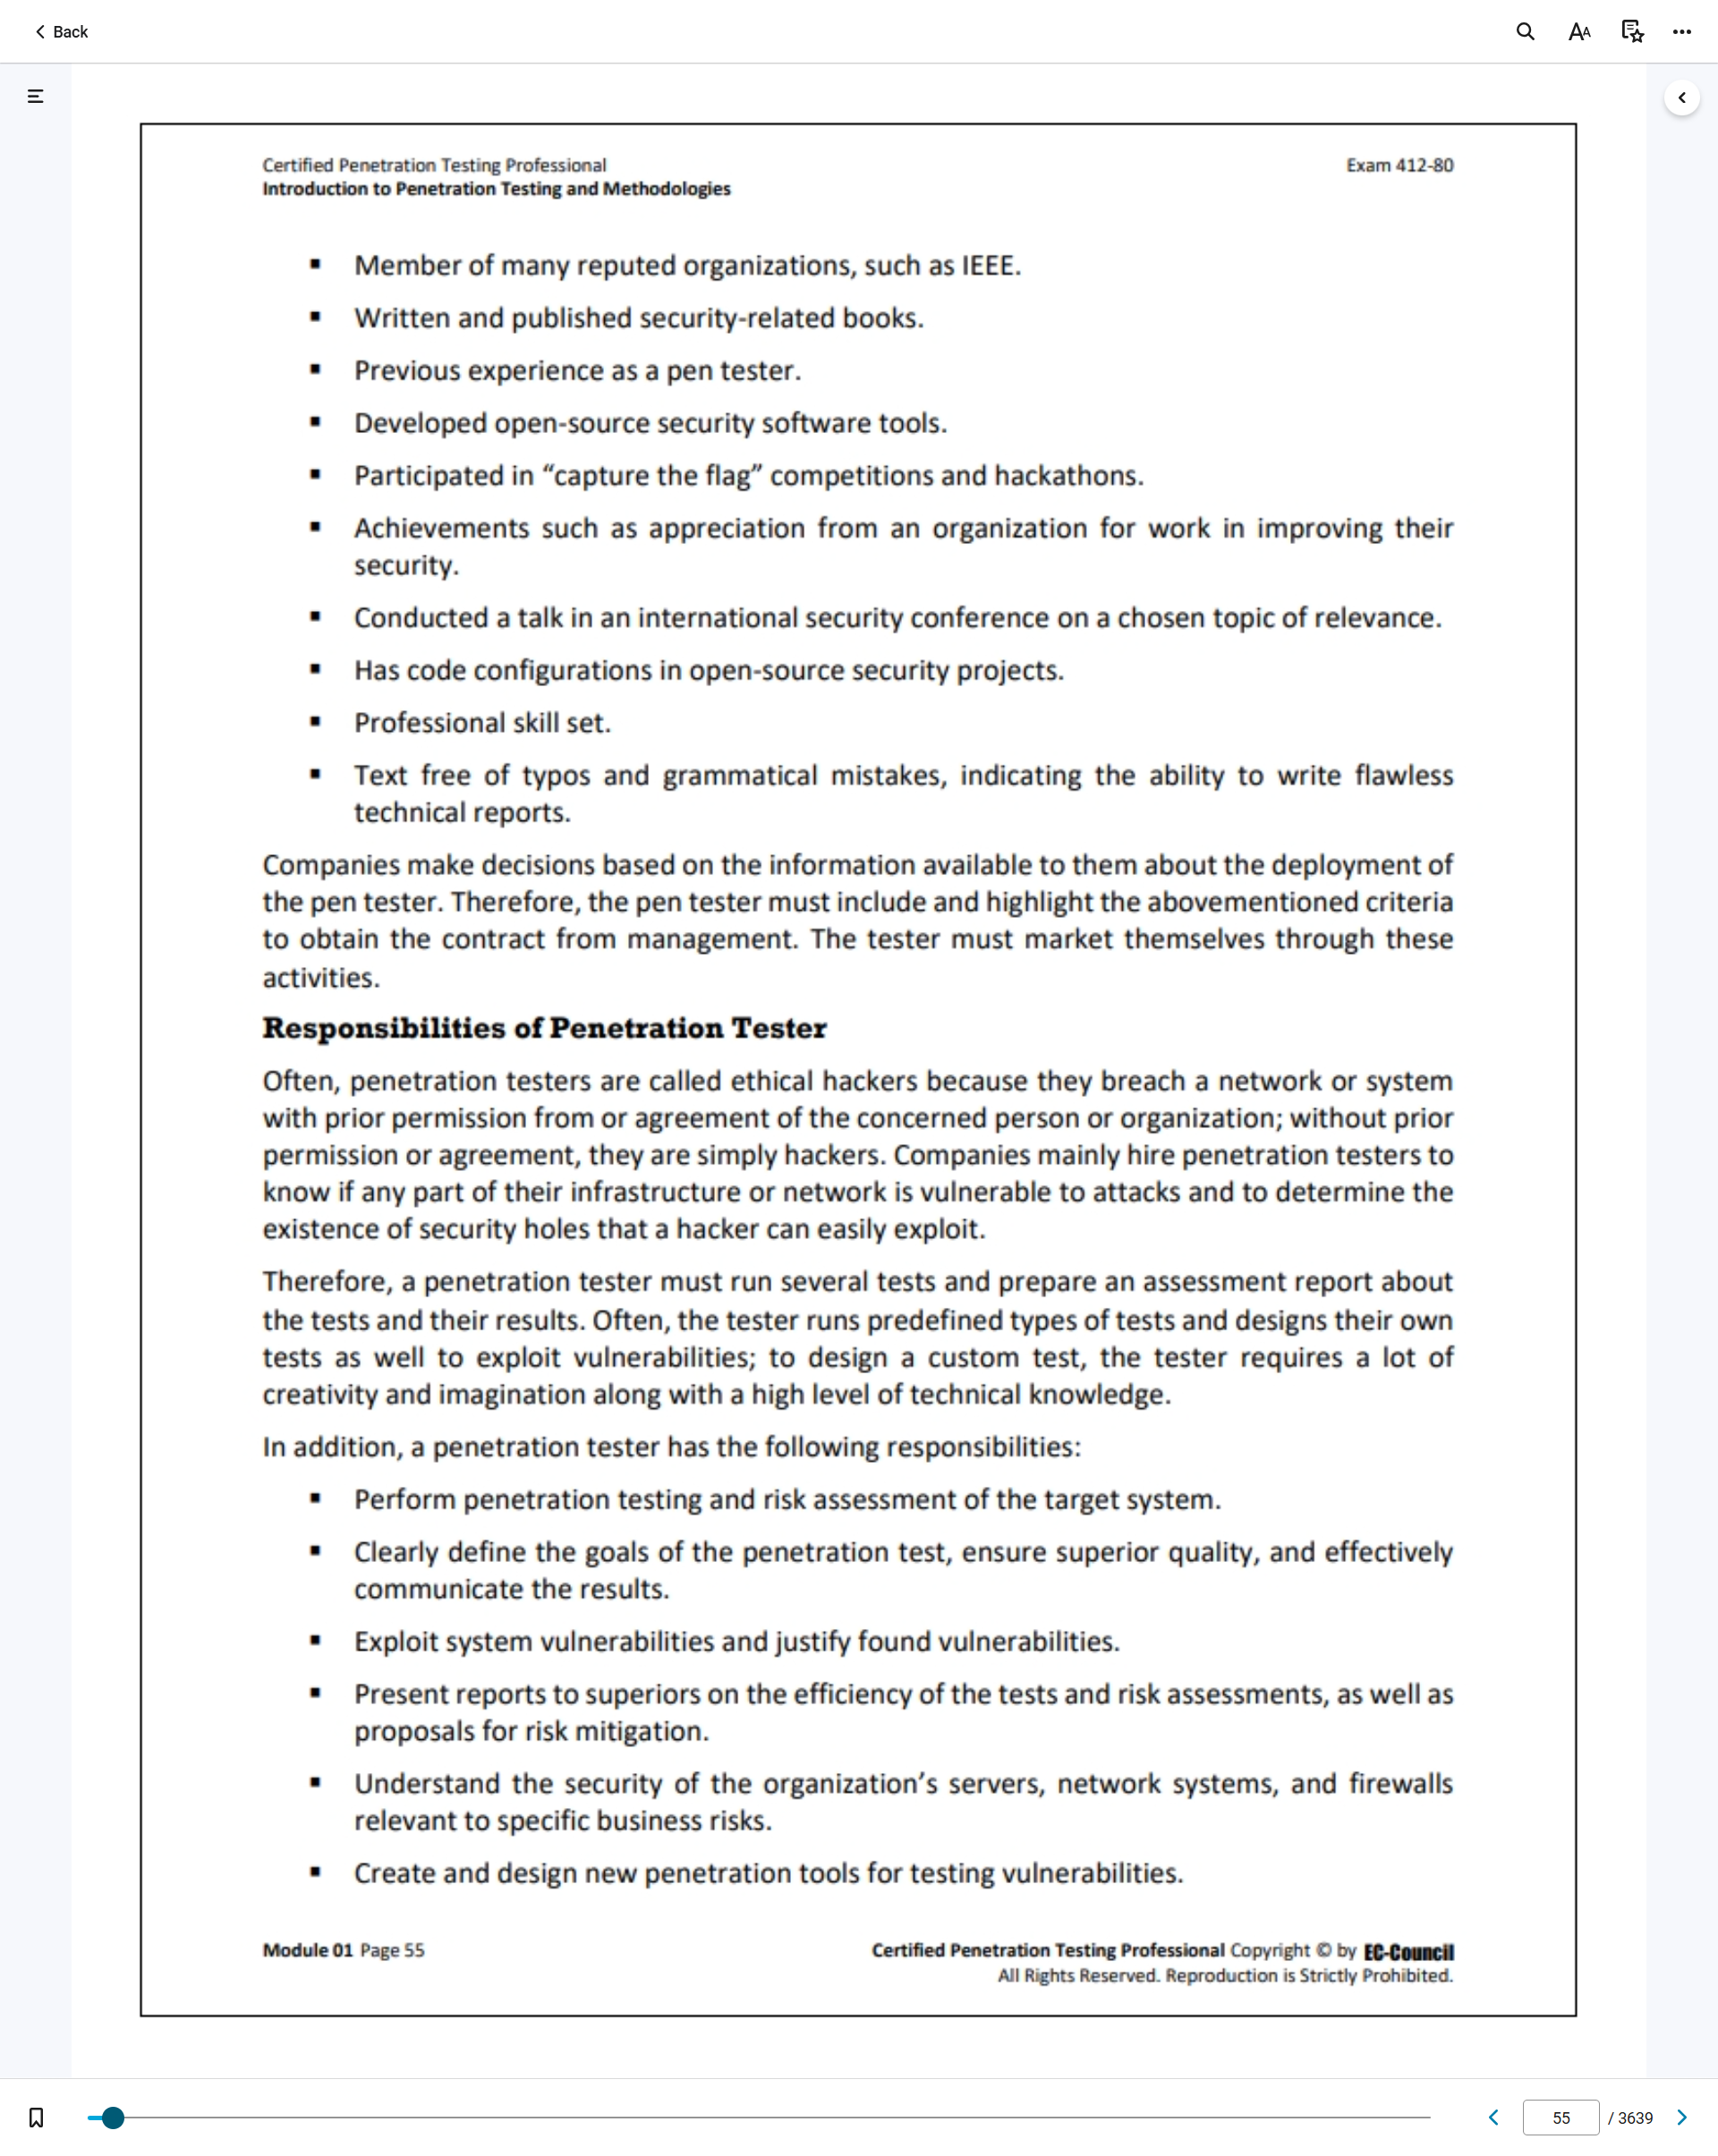 Back
Certified Penetration Testing Professional
Exam 412-80
Introduction to Penetration Testing and Methodologies
▪ Member of many reputed organizations, such as IEEE.
▪ Written and published security-related books.
▪ Previous experience as a pen tester.
▪ Developed open-source security software tools.
▪ Participated in “capture the flag” competitions and hackathons.
▪ Achievements such as appreciation from an organization for work in improving their
security.
▪ Conducted a talk in an international security conference on a chosen topic of relevance.
▪ Has code configurations in open-source security projects.
▪ Professional skill set.
▪ Text free of typos and grammatical mistakes, indicating the ability to write flawless
technical reports.
Companies make decisions based on the information available to them about the deployment of
the pen tester. Therefore, the pen tester must include and highlight the abovementioned criteria
to obtain the contract from management. The tester must market themselves through these
activities.
Responsibilities of Penetration Tester
Often, penetration testers are called ethical hackers because they breach a network or system
with prior permission from or agreement of the concerned person or organization; without prior
permission or agreement, they are simply hackers. Companies mainly hire penetration testers to
know if any part of their infrastructure or network is vulnerable to attacks and to determine the
existence of security holes that a hacker can easily exploit.
Therefore, a penetration tester must run several tests and prepare an assessment report about
the tests and their results. Often, the tester runs predefined types of tests and designs their own
tests as well to exploit vulnerabilities; to design a custom test, the tester requires a lot of
creativity and imagination along with a high level of technical knowledge.
In addition, a penetration tester has the following responsibilities:
▪ Perform penetration testing and risk assessment of the target system.
▪ Clearly define the goals of the penetration test, ensure superior quality, and effectively
communicate the results.
▪ Exploit system vulnerabilities and justify found vulnerabilities.
▪ Present reports to superiors on the efficiency of the tests and risk assessments, as well as
proposals for risk mitigation.
▪ Understand the security of the organization’s servers, network systems, and firewalls
relevant to specific business risks.
▪ Create and design new penetration tools for testing vulnerabilities.
Module 01 Page 55
Certified Penetration Testing Professional Copyright © by EC-Council
All Rights Reserved. Reproduction is Strictly Prohibited.
55 / 3639